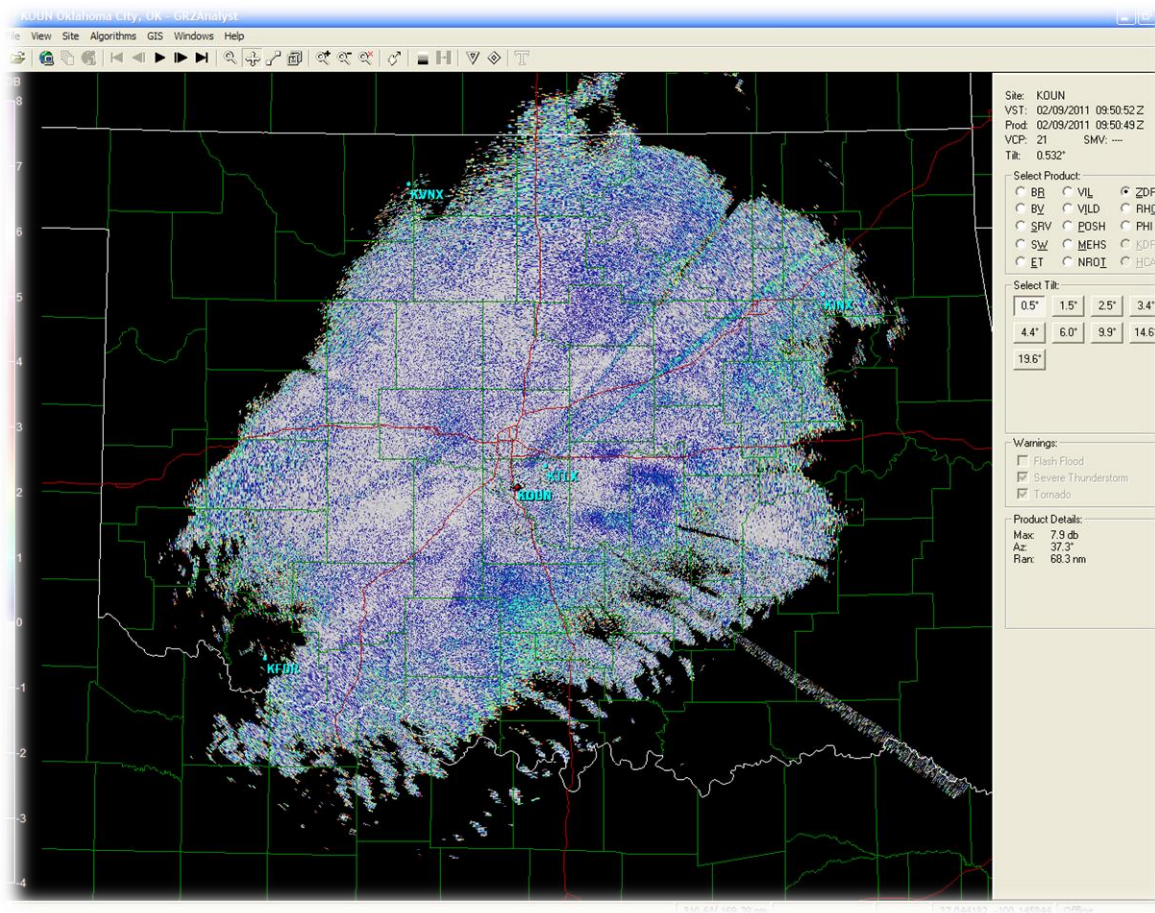 KOUN Oklahoma City, OK - GR2Analyst
View Site Algorithms GIS Windows Help
Site: KOUN
VST: 02/09/2011 09:50:52 Z
Prod: 02/09/2011 09:50:49 Z
VCP: 21 SMV: ---
Tilt: 0.532°
Select Product:
BR VIL ZDR
BV VILD RHO
SRV POSH PHI
SW MEHS KDP
ET NROT HCA
Select Tilt:
0.5° 1.5° 2.5° 3.4°
4.4° 6.0° 9.9° 14.6°
19.6°
Warnings:
Flash Flood
Severe Thunderstorm
Tornado
Product Details:
Max: 7.9 db
Az: 37.3°
Ran: 68.3 nm
8
7
6
5
4
3
2
1
0
-1
-2
-3
-4
KVNX
KINX
KTLX
KOUN
KFDR
Offline